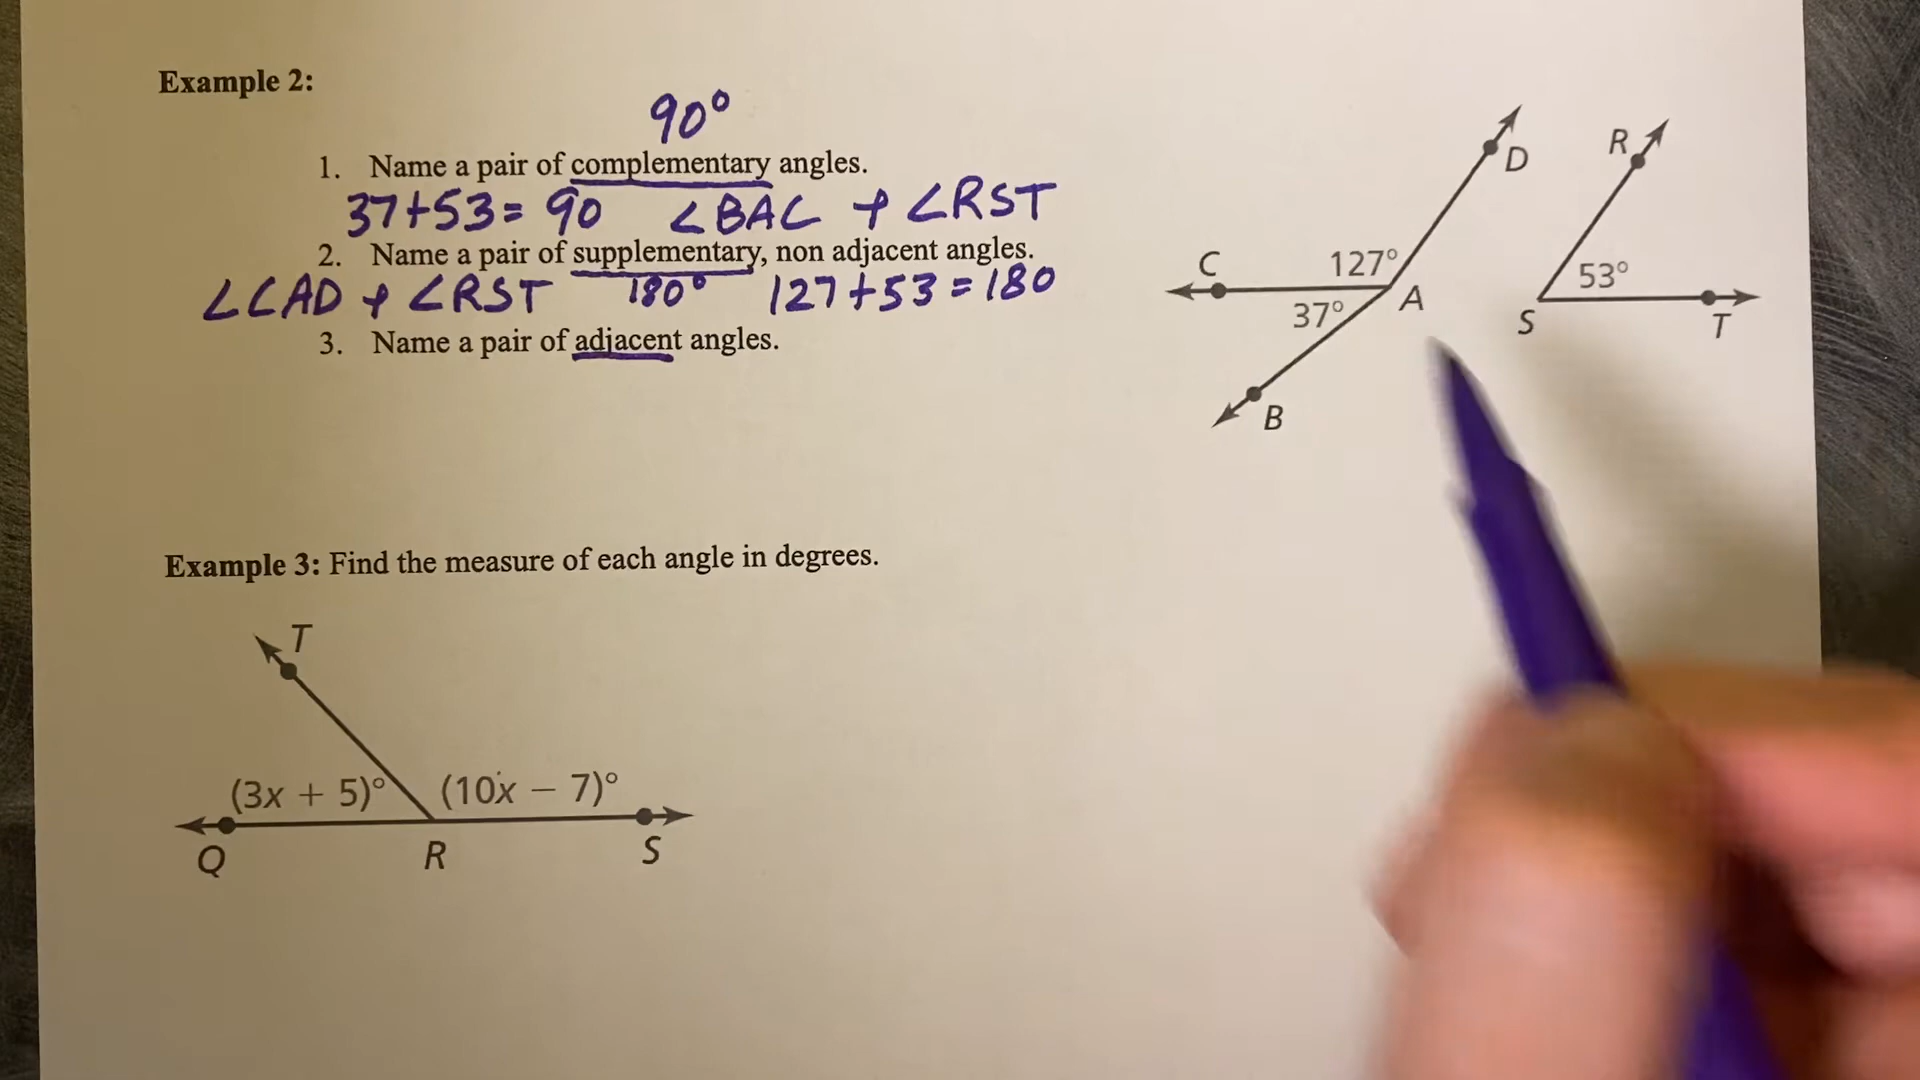 Example 2:
90°
1. Name a pair of complementary angles.
37+53=90 ∠BAC + ∠RST
2. Name a pair of supplementary, non adjacent angles.
∠CAD + ∠RST 180° 127+53=180
3. Name a pair of adjacent angles.
D
R
C
127°
37°
A
53°
S
T
B
Example 3: Find the measure of each angle in degrees.
T
(3x + 5)° (10x − 7)°
Q R S